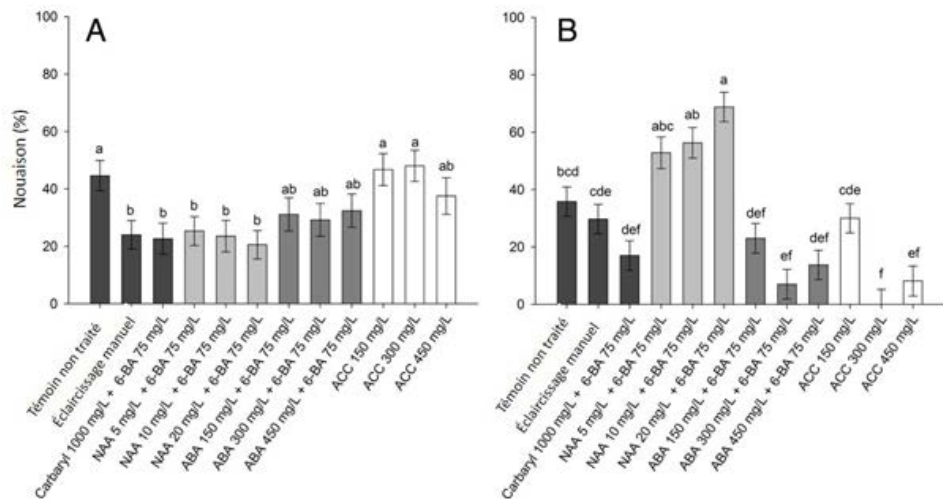 A
B
Nouaison (%)
100
80
60
40
20
0
a
b
b
b
b
b
ab
ab
ab
a
a
ab
Témoin non traité
Éclaircissage manuel
Carbaryl 1000 mg/L + 6-BA 75 mg/L
NAA 5 mg/L + 6-BA 75 mg/L
NAA 10 mg/L + 6-BA 75 mg/L
NAA 20 mg/L + 6-BA 75 mg/L
ABA 150 mg/L + 6-BA 75 mg/L
ABA 300 mg/L + 6-BA 75 mg/L
ABA 450 mg/L + 6-BA 75 mg/L
ACC 150 mg/L
ACC 300 mg/L
ACC 450 mg/L
100
80
60
40
20
0
bcd
cde
def
abc
ab
a
def
ef
def
cde
f
ef
Témoin non traité
Éclaircissage manuel
Carbaryl 1000 mg/L + 6-BA 75 mg/L
NAA 5 mg/L + 6-BA 75 mg/L
NAA 10 mg/L + 6-BA 75 mg/L
NAA 20 mg/L + 6-BA 75 mg/L
ABA 150 mg/L + 6-BA 75 mg/L
ABA 300 mg/L + 6-BA 75 mg/L
ABA 450 mg/L + 6-BA 75 mg/L
ACC 150 mg/L
ACC 300 mg/L
ACC 450 mg/L